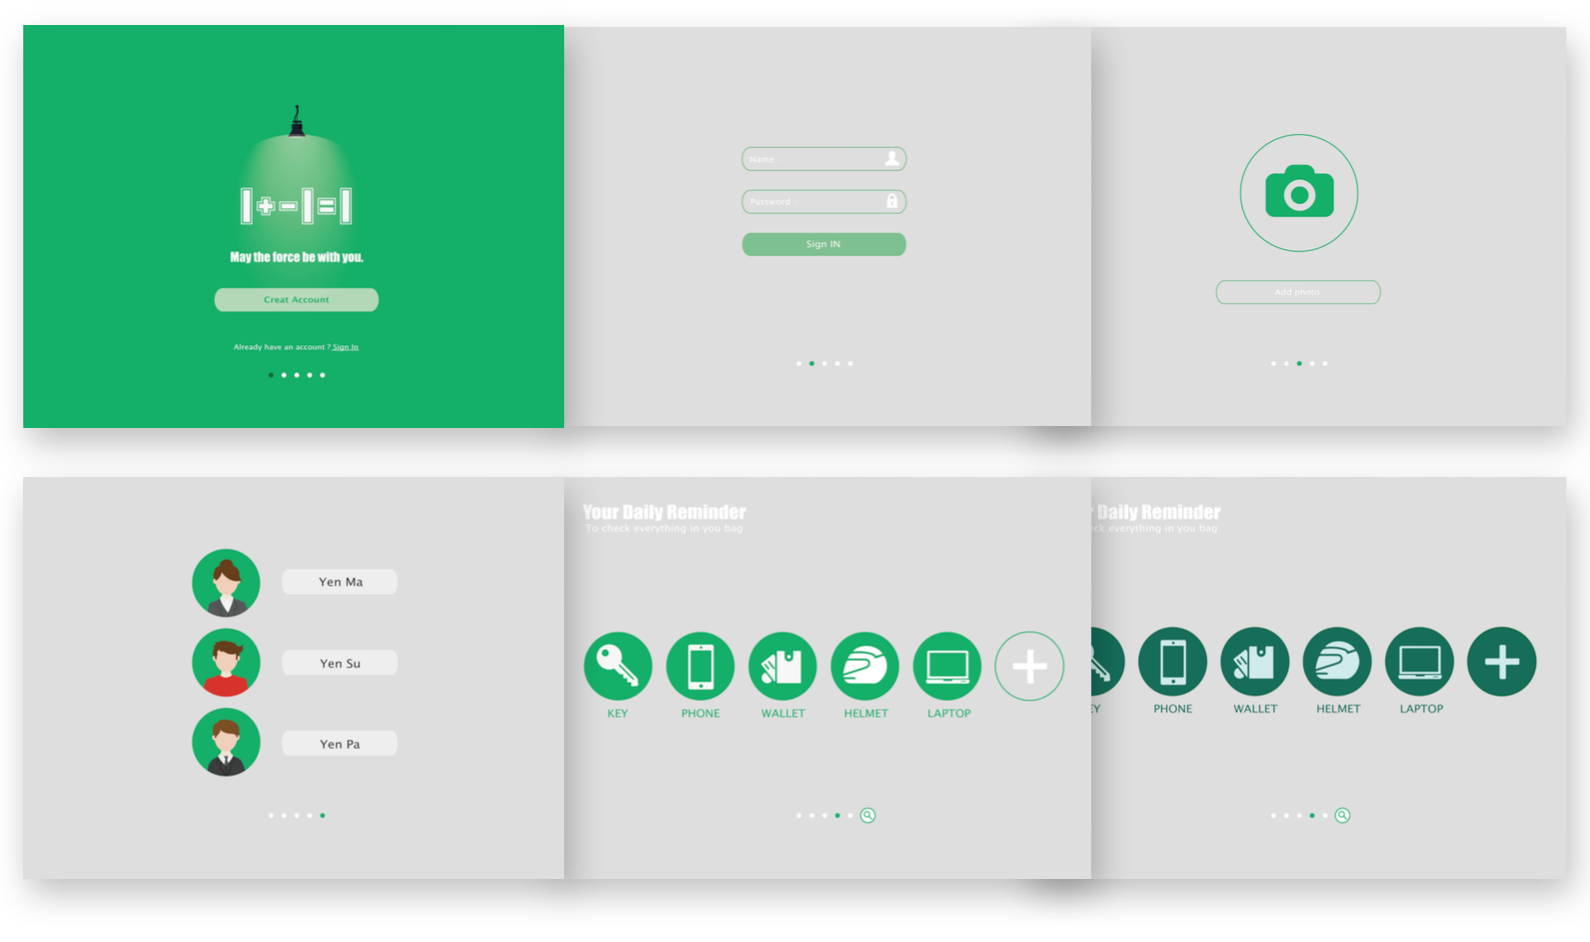 |+-|=|
May the force be with you.
Creat Account
Already have an account ? Sign In
Name
Password :
Sign IN
Add photo
Yen Ma
Yen Su
Yen Pa
Your Daily Reminder
To check everything in you bag
KEY PHONE WALLET HELMET LAPTOP
r Daily Reminder
ck everything in you bag
EY PHONE WALLET HELMET LAPTOP